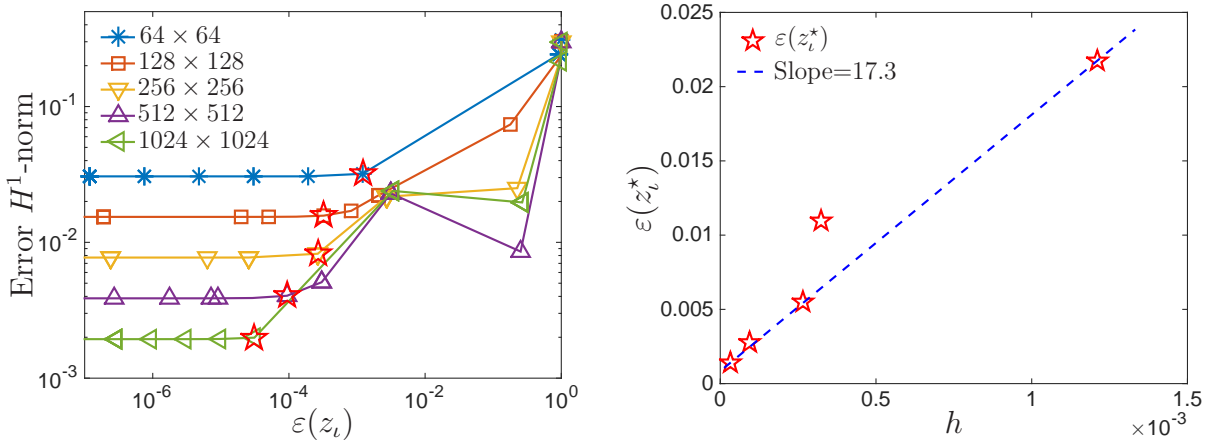 64 × 64
128 × 128
256 × 256
512 × 512
1024 × 1024
Error H¹-norm
10⁻¹
10⁻²
10⁻³
10⁻⁶
10⁻⁴
10⁻²
10⁰
ε(z_ι)
ε(z_ι^⋆)
Slope=17.3
ε(z_ι^⋆)
0.025
0.02
0.015
0.01
0.005
0
0
0.5
1
1.5
h
×10⁻³